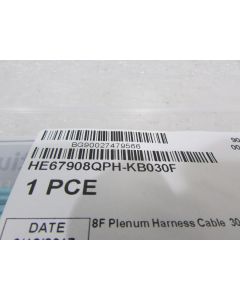 BG90027479566
HE67908QPH-KB030F
1 PCE
8F Plenum Harness Cable 30
DATE